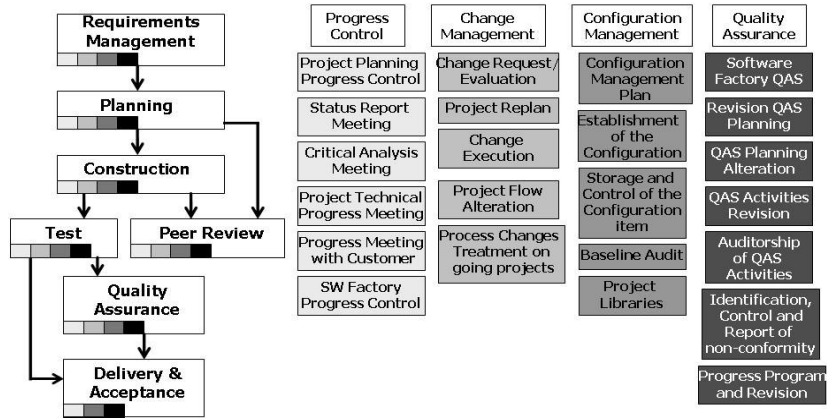 Requirements
Management
Planning
Construction
Test
Peer Review
Quality
Assurance
Delivery &
Acceptance
Progress
Control
Project Planning
Progress Control
Status Report
Meeting
Critical Analysis
Meeting
Project Technical
Progress Meeting
Progress Meeting
with Customer
SW Factory
Progress Control
Change
Management
Change Request/
Evaluation
Project Replan
Change
Execution
Project Flow
Alteration
Process Changes
Treatment on
going projects
Configuration
Management
Configuration
Management
Plan
Establishment
of the
Configuration
Storage and
Control of the
Configuration
item
Baseline Audit
Project
Libraries
Quality
Assurance
Software
Factory QAS
Revision QAS
Planning
QAS Planning
Alteration
QAS Activities
Revision
Auditorship
of QAS
Activities
Identification,
Control and
Report of
non-conformity
Progress Program
and Revision